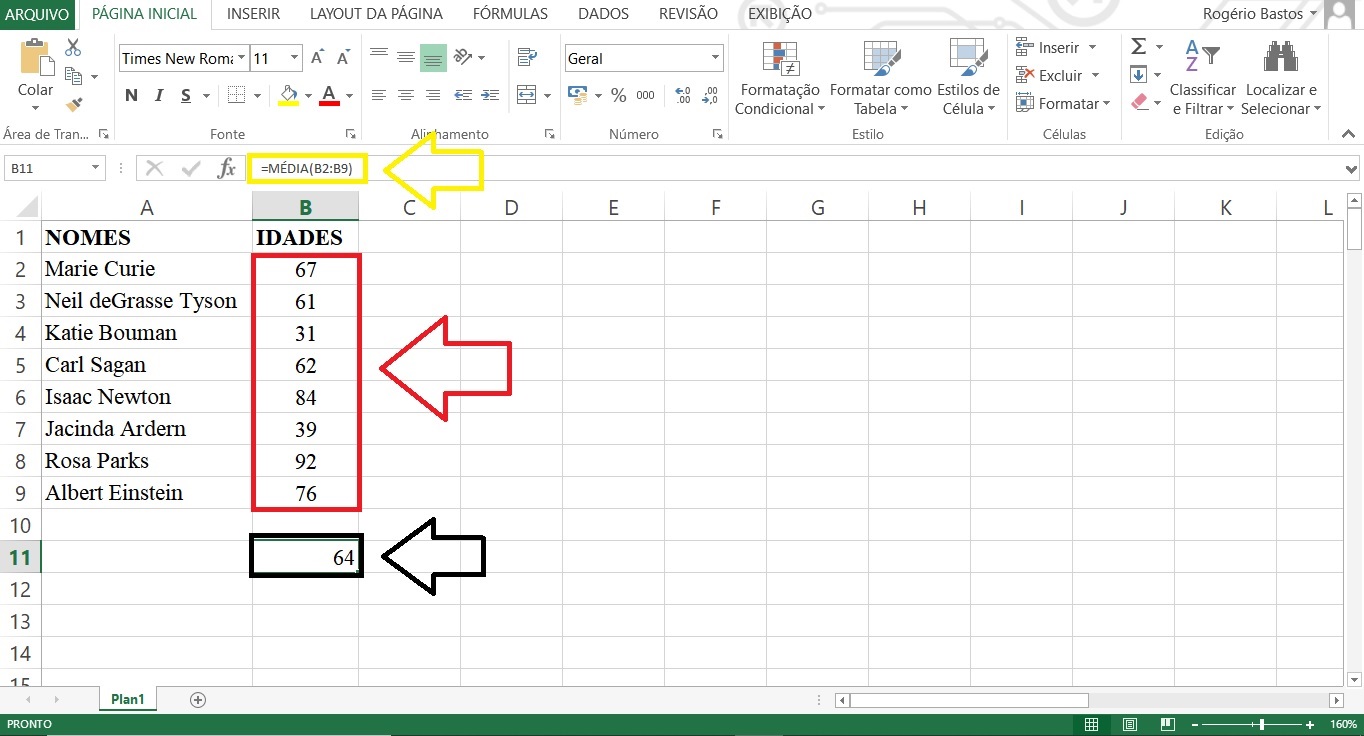 ARQUIVO PÁGINA INICIAL INSERIR LAYOUT DA PÁGINA FÓRMULAS DADOS REVISÃO EXIBIÇÃO Rogério Bastos
Times New Roma 11 Geral Inserir
Colar Formatação Condicional Formatar como Tabela Estilos de Célula Excluir Classificar e Filtrar Localizar e Selecionar
N I S A % 000 Formatar
Área de Tran... Fonte Alinhamento Número Estilo Células Edição
B11 fx =MÉDIA(B2:B9)
A B C D E F G H I J K L
1 NOMES IDADES
2 Marie Curie 67
3 Neil deGrasse Tyson 61
4 Katie Bouman 31
5 Carl Sagan 62
6 Isaac Newton 84
7 Jacinda Ardern 39
8 Rosa Parks 92
9 Albert Einstein 76
10
11 64
12
13
14
15
Plan1
PRONTO 160%